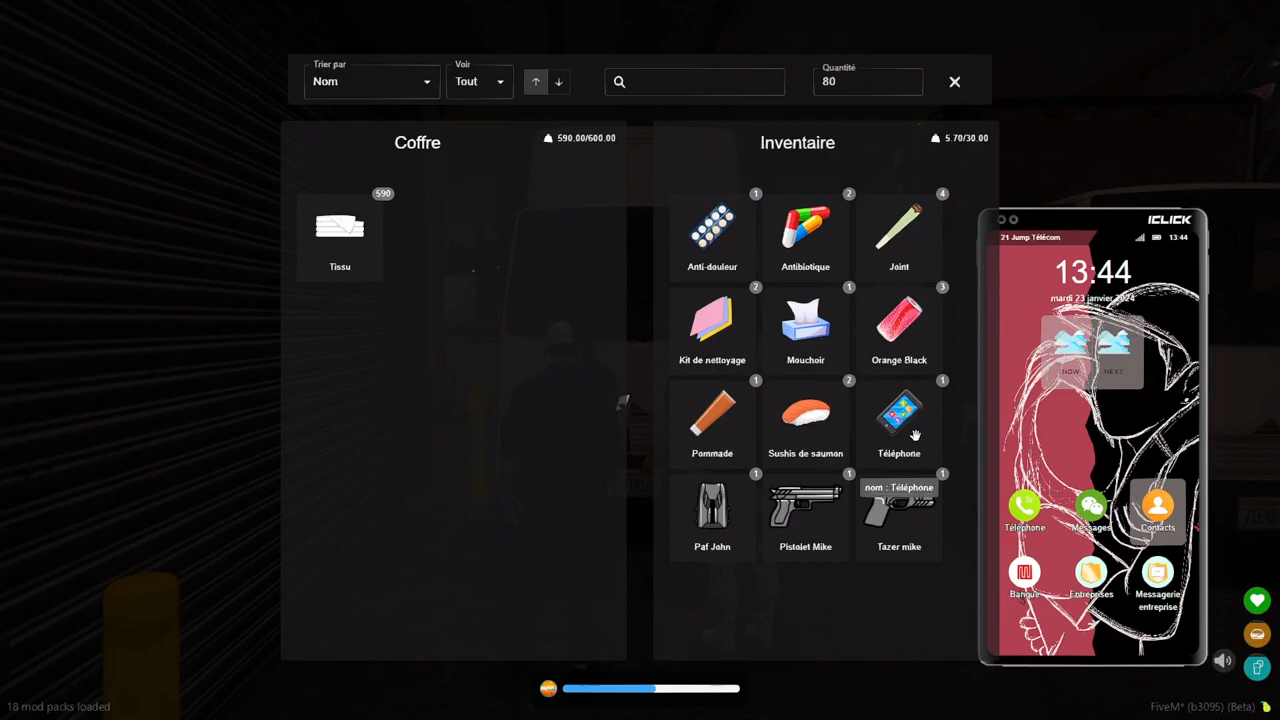 Trier par
Nom
Voir
Tout
Quantité
80
Coffre
590.00/600.00
Inventaire
5.70/30.00
590
Tissu
1
2
4
Anti-douleur
Antibiotique
Joint
2
1
3
Kit de nettoyage
Mouchoir
Orange Black
1
2
1
Pommade
Sushis de saumon
Téléphone
1
1
1
nom : Téléphone
Paf John
Pistolet Mike
Tazer mike
ICLICK
21 Jump Télécom
13:44
13:44
mardi 23 janvier 2024
NOW
NEXT
Téléphone
Messages
Contacts
Banque
Entreprises
Messagerie
entreprise
18 mod packs loaded
FiveM* (b3095) (Beta)